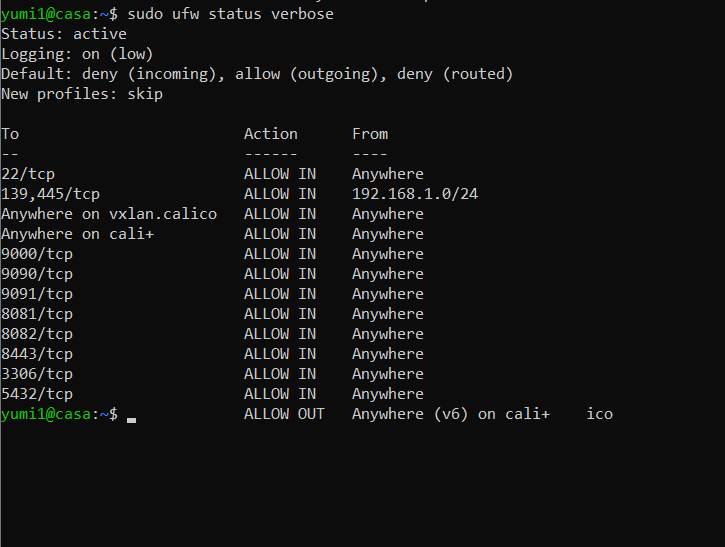 yumi1@casa:~$ sudo ufw status verbose
Status: active
Logging: on (low)
Default: deny (incoming), allow (outgoing), deny (routed)
New profiles: skip

To                         Action      From
--                         ------      ----
22/tcp                     ALLOW IN    Anywhere
139,445/tcp                ALLOW IN    192.168.1.0/24
Anywhere on vxlan.calico   ALLOW IN    Anywhere
Anywhere on cali+          ALLOW IN    Anywhere
9000/tcp                   ALLOW IN    Anywhere
9090/tcp                   ALLOW IN    Anywhere
9091/tcp                   ALLOW IN    Anywhere
8081/tcp                   ALLOW IN    Anywhere
8082/tcp                   ALLOW IN    Anywhere
8443/tcp                   ALLOW IN    Anywhere
3306/tcp                   ALLOW IN    Anywhere
5432/tcp                   ALLOW IN    Anywhere
yumi1@casa:~$ _            ALLOW OUT   Anywhere (v6) on cali+    ico